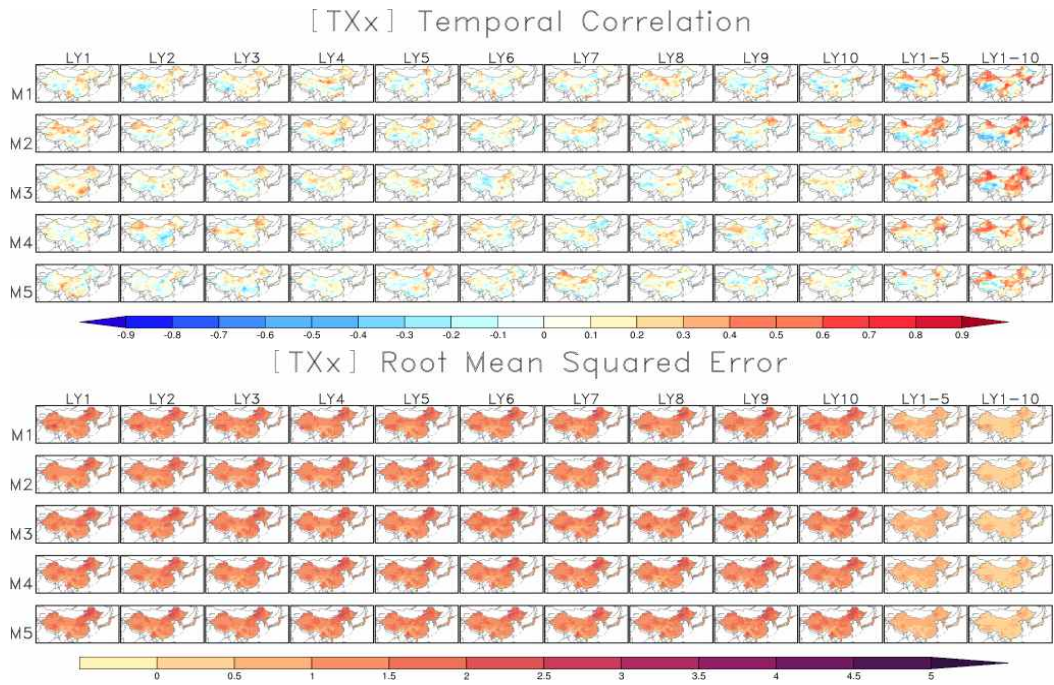 [TXx] Temporal Correlation
LY1 LY2 LY3 LY4 LY5 LY6 LY7 LY8 LY9 LY10 LY1-5 LY1-10
M1
M2
M3
M4
M5
-0.9 -0.8 -0.7 -0.6 -0.5 -0.4 -0.3 -0.2 -0.1 0 0.1 0.2 0.3 0.4 0.5 0.6 0.7 0.8 0.9
[TXx] Root Mean Squared Error
LY1 LY2 LY3 LY4 LY5 LY6 LY7 LY8 LY9 LY10 LY1-5 LY1-10
M1
M2
M3
M4
M5
0 0.5 1 1.5 2 2.5 3 3.5 4 4.5 5